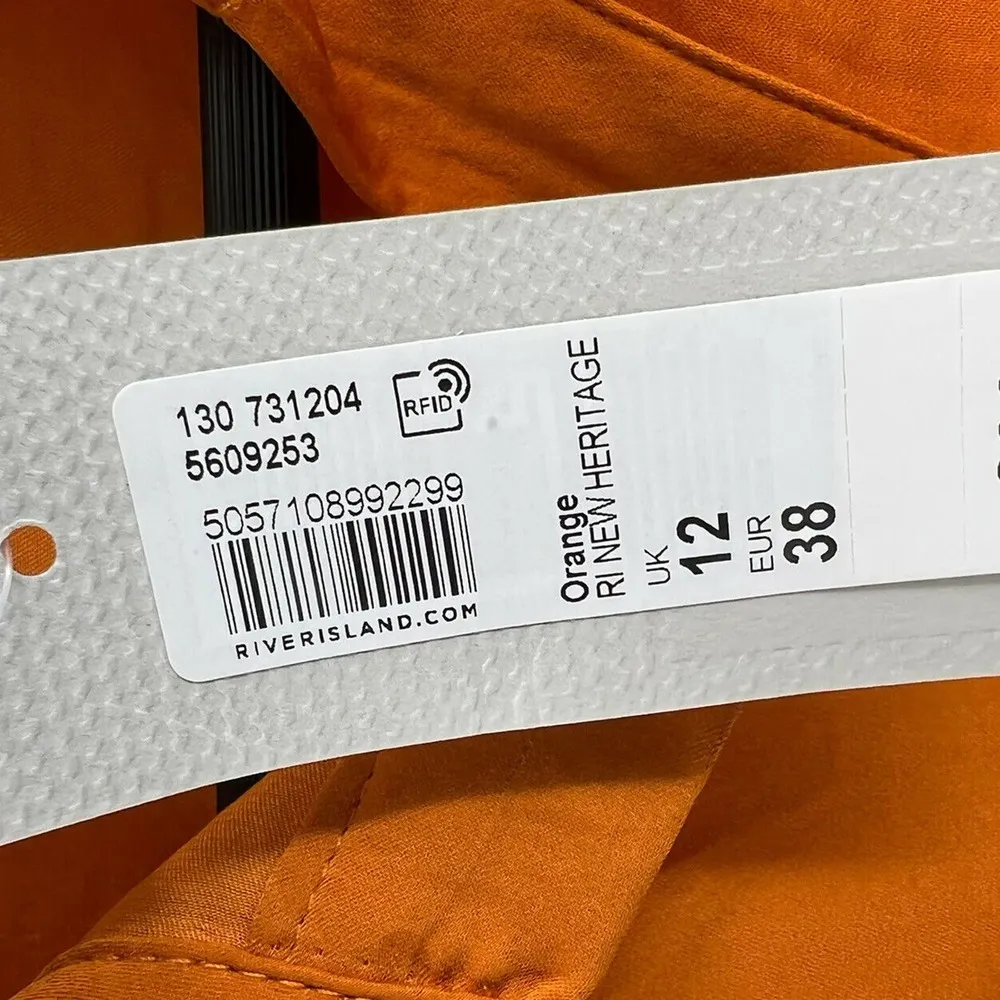 130 731204
5609253
RFID
5057108992299
RIVERISLAND.COM
Orange
RI NEW HERITAGE
UK
12
EUR
38